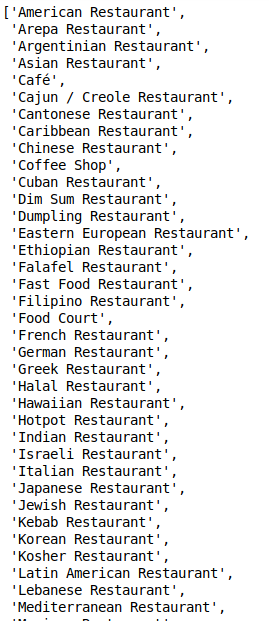 ['American Restaurant',
'Arepa Restaurant',
'Argentinian Restaurant',
'Asian Restaurant',
'Café',
'Cajun / Creole Restaurant',
'Cantonese Restaurant',
'Caribbean Restaurant',
'Chinese Restaurant',
'Coffee Shop',
'Cuban Restaurant',
'Dim Sum Restaurant',
'Dumpling Restaurant',
'Eastern European Restaurant',
'Ethiopian Restaurant',
'Falafel Restaurant',
'Fast Food Restaurant',
'Filipino Restaurant',
'Food Court',
'French Restaurant',
'German Restaurant',
'Greek Restaurant',
'Halal Restaurant',
'Hawaiian Restaurant',
'Hotpot Restaurant',
'Indian Restaurant',
'Israeli Restaurant',
'Italian Restaurant',
'Japanese Restaurant',
'Jewish Restaurant',
'Kebab Restaurant',
'Korean Restaurant',
'Kosher Restaurant',
'Latin American Restaurant',
'Lebanese Restaurant',
'Mediterranean Restaurant',